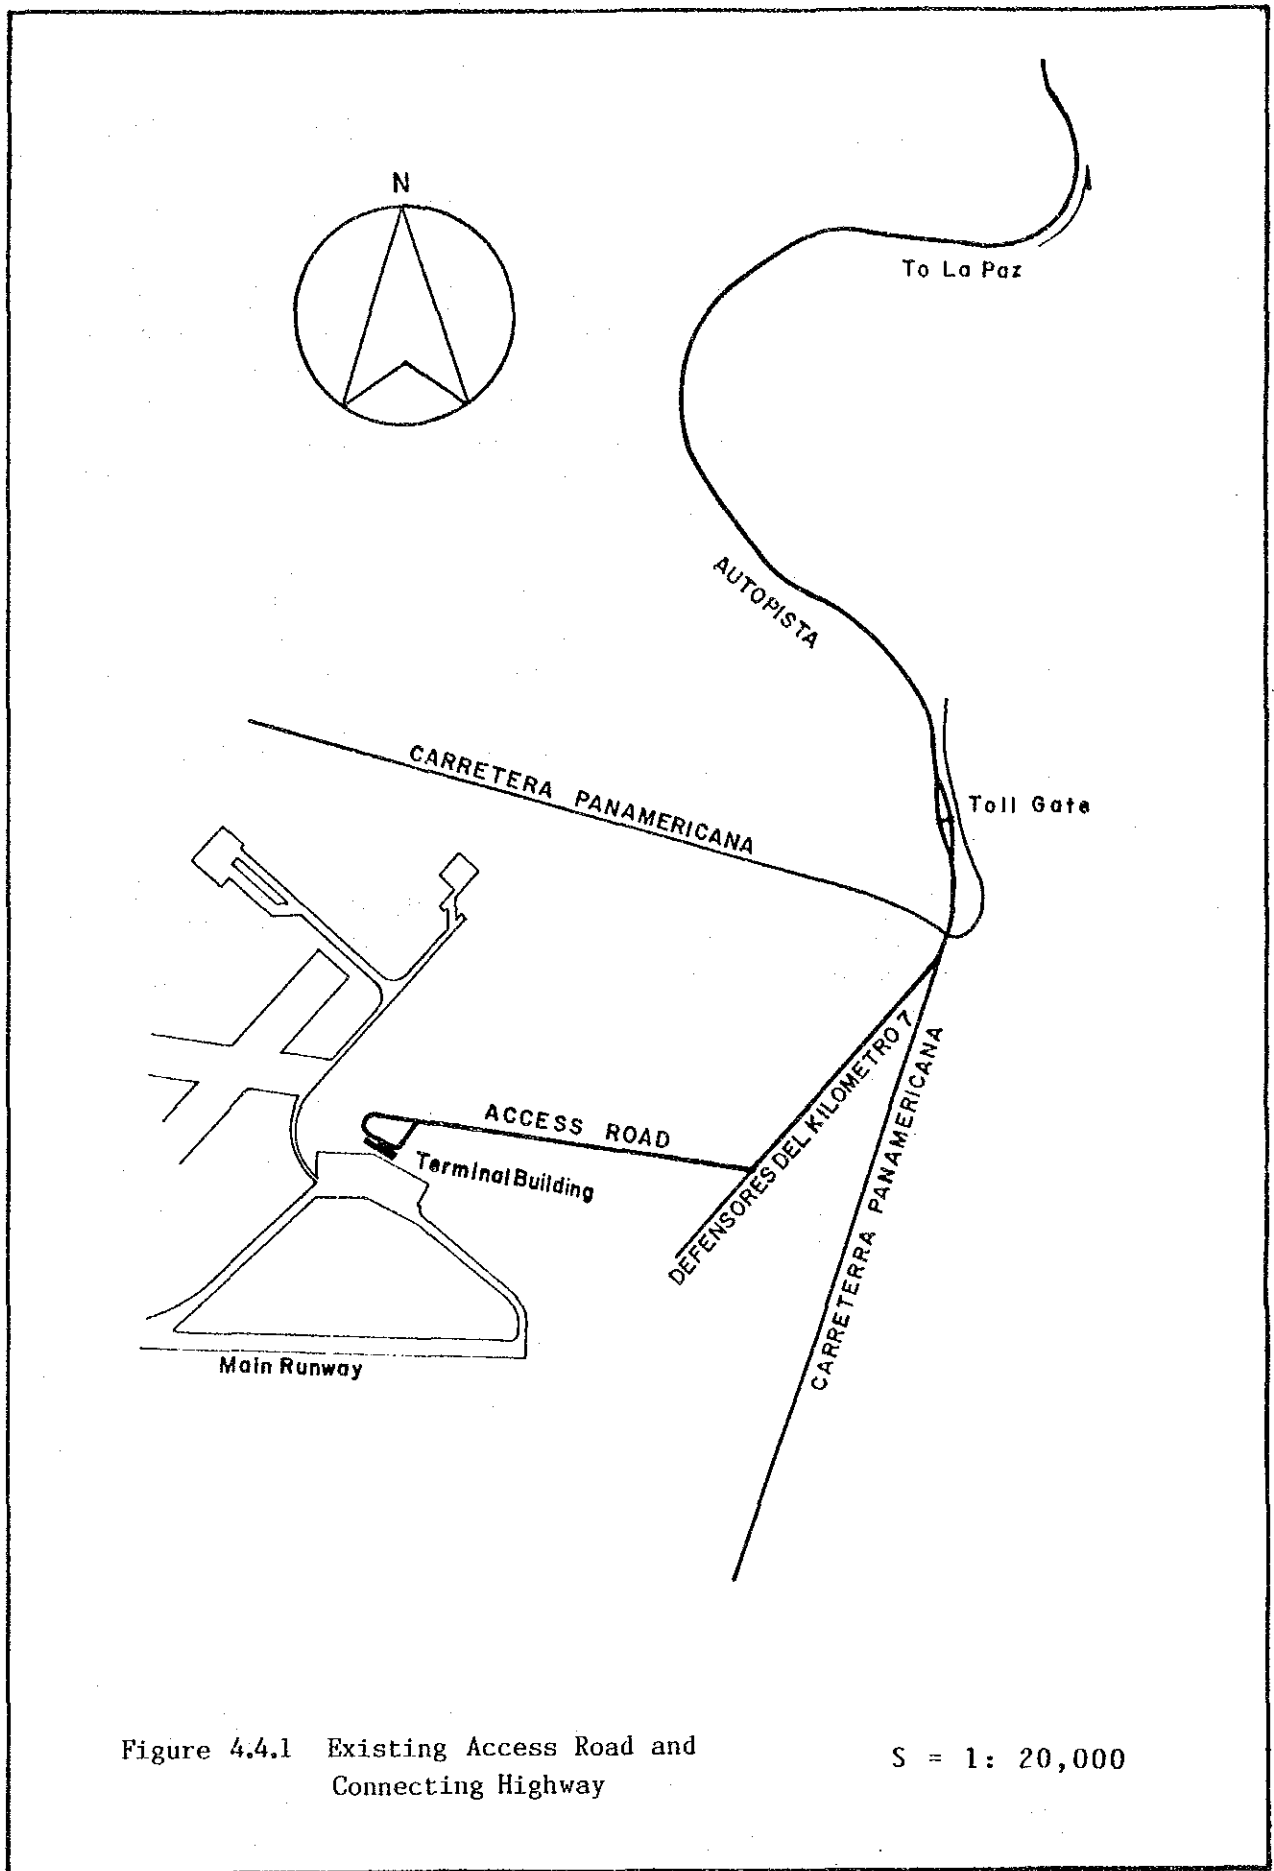 N
To La Paz
AUTOPISTA
CARRETERA PANAMERICANA
Toll Gate
DEFENSORES DEL KILOMETRO 7
CARRETERRA PANAMERICANA
ACCESS ROAD
Terminal Building
Main Runway
Figure 4.4.1 Existing Access Road and
Connecting Highway
S = 1: 20,000